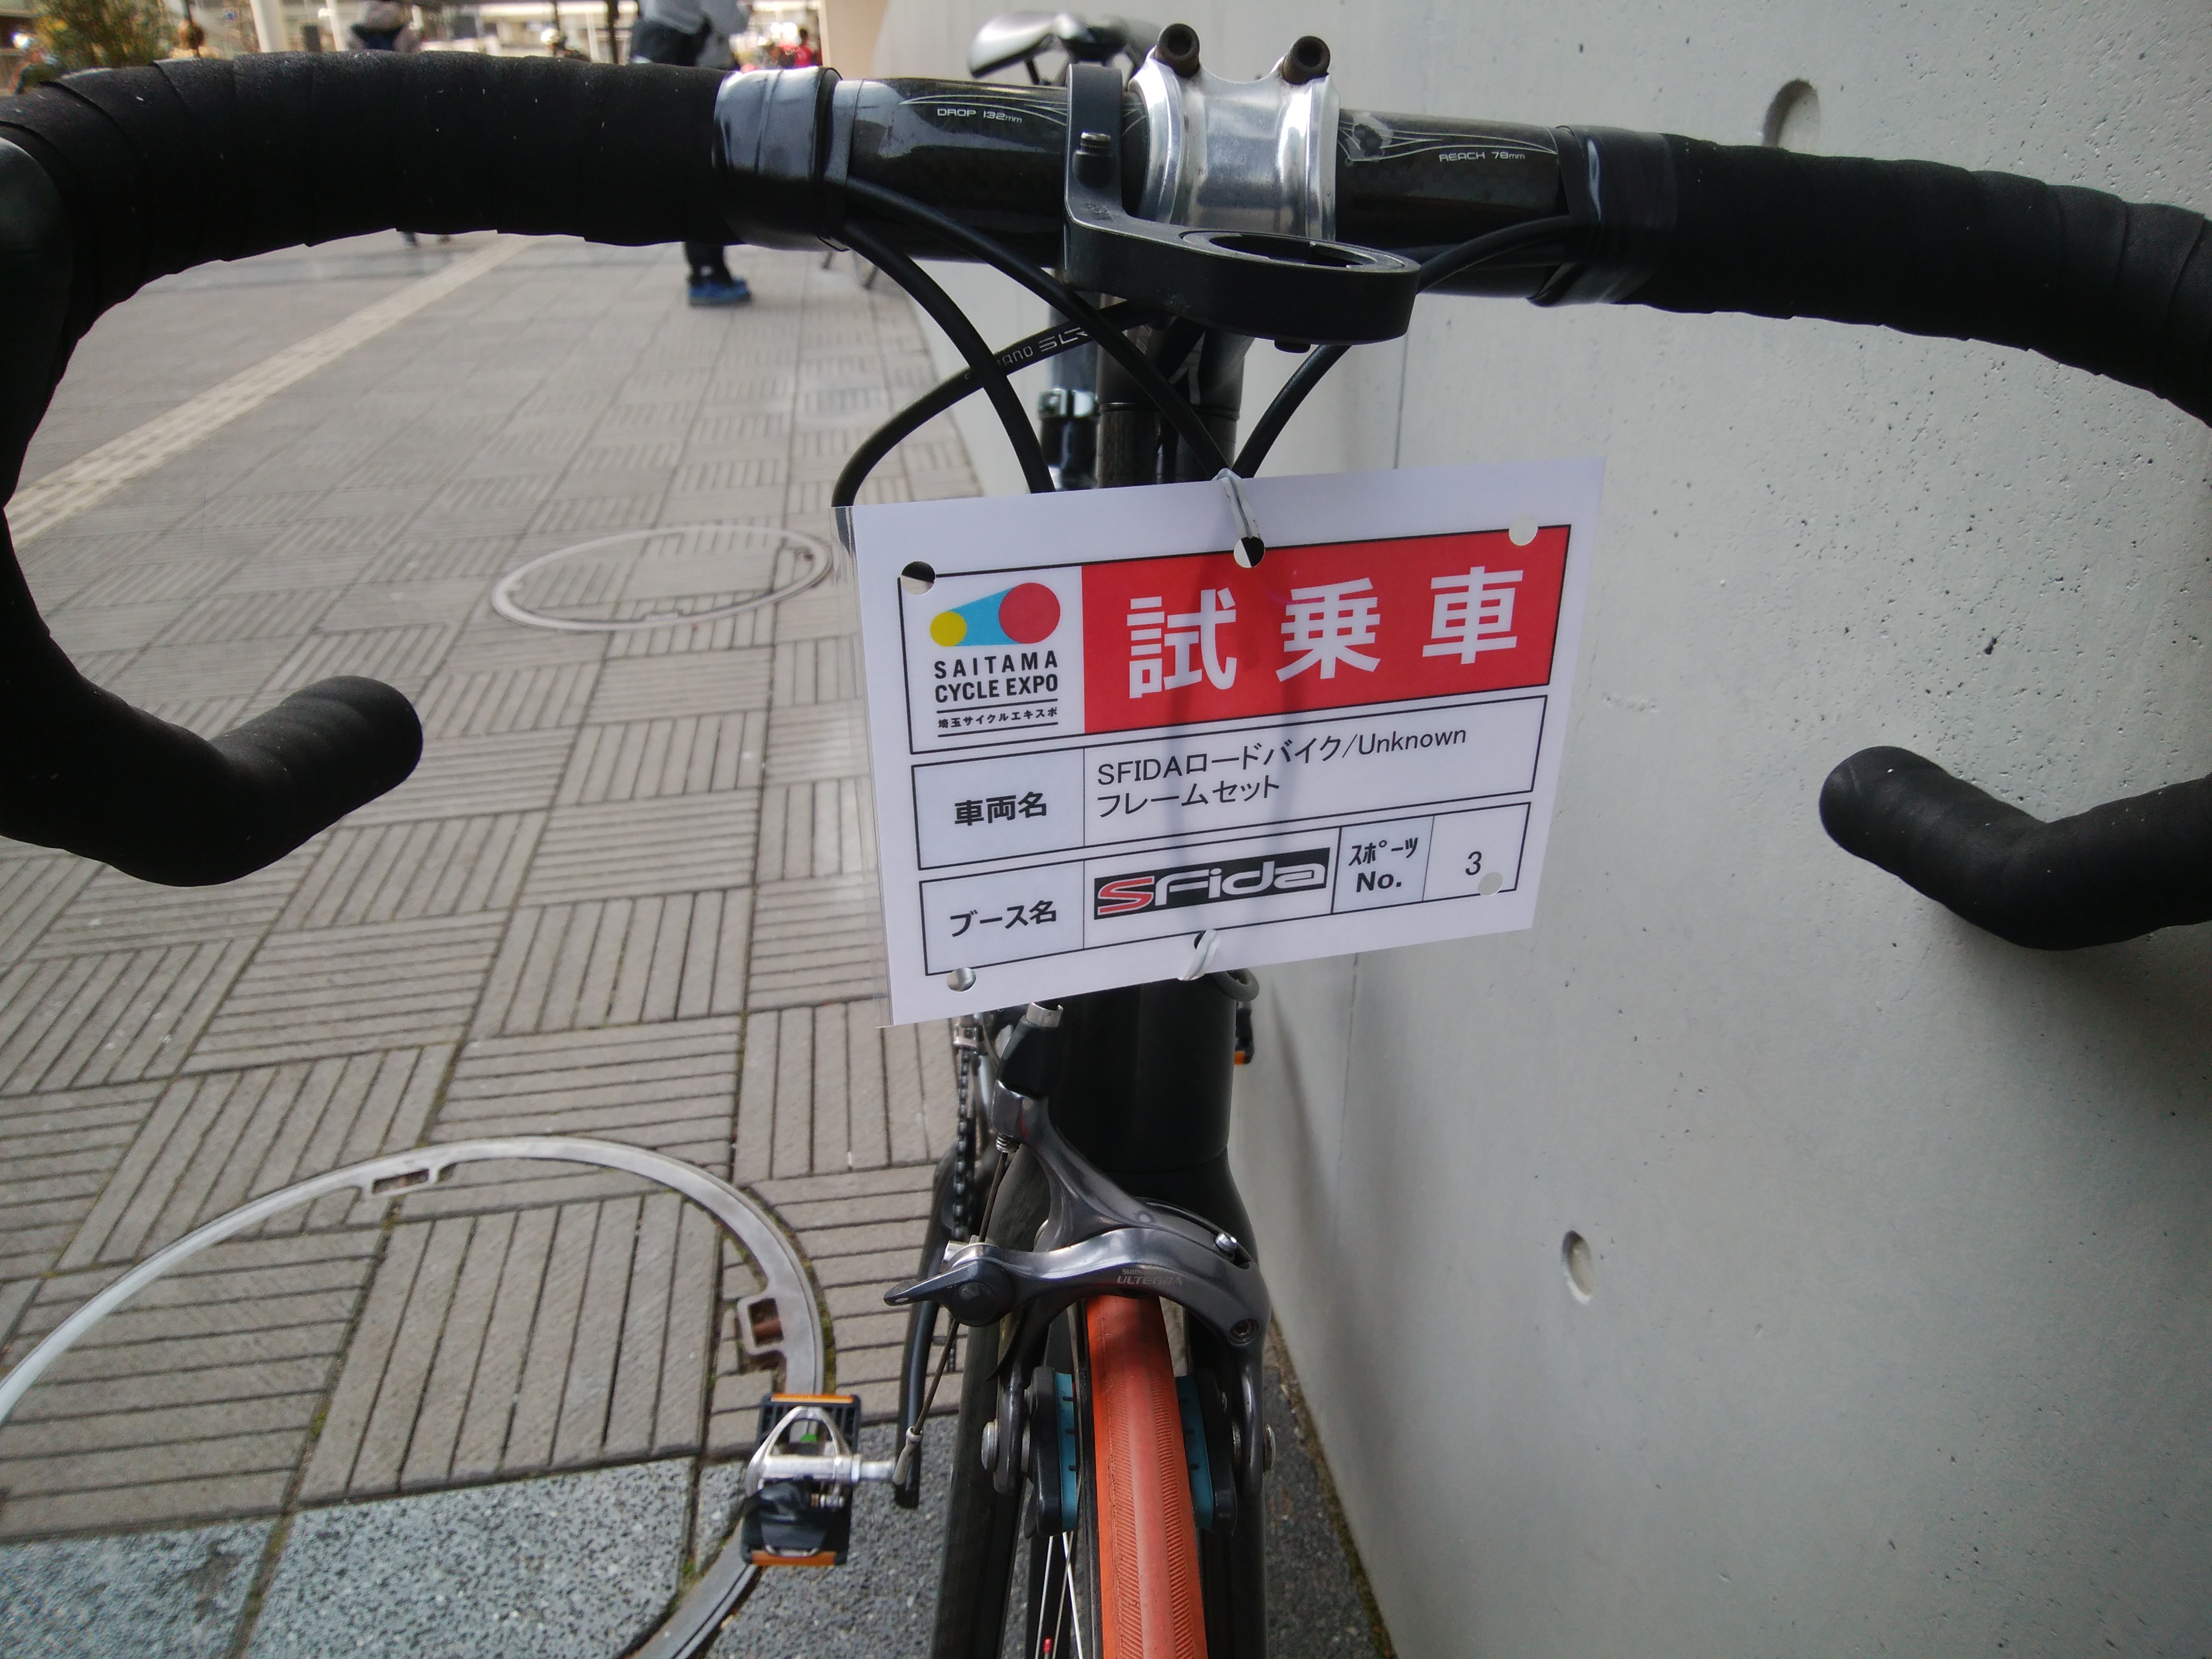 DROP 132mm
REACH 78mm
SLR
試乗車
SAITAMA
CYCLE EXPO
埼玉サイクルエキスポ
車両名
SFIDAロードバイク/Unknown
フレームセット
ブース名
SFida
スポーツ
No.
3
ULTEGRA